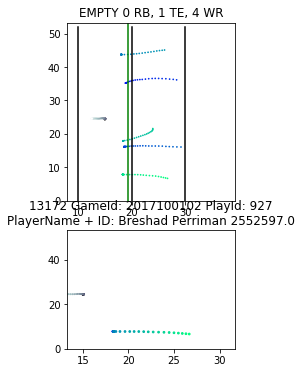 EMPTY 0 RB, 1 TE, 4 WR
50
40
30
20
10
0
10 20 30
13172 GameId: 2017100102 PlayId: 927
PlayerName + ID: Breshad Perriman 2552597.0
40
20
0
15 20 25 30